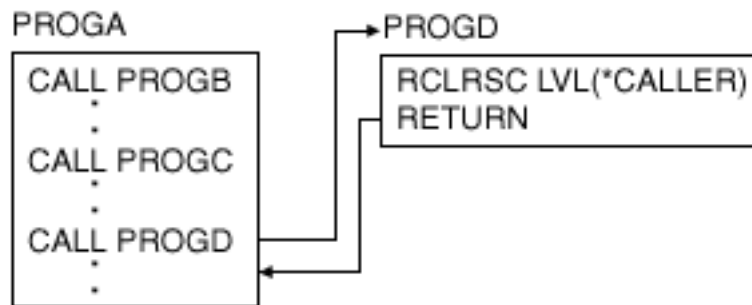 PROGA
CALL PROGB
.
.
CALL PROGC
.
.
CALL PROGD
.
.
PROGD
RCLRSC LVL(*CALLER)
RETURN